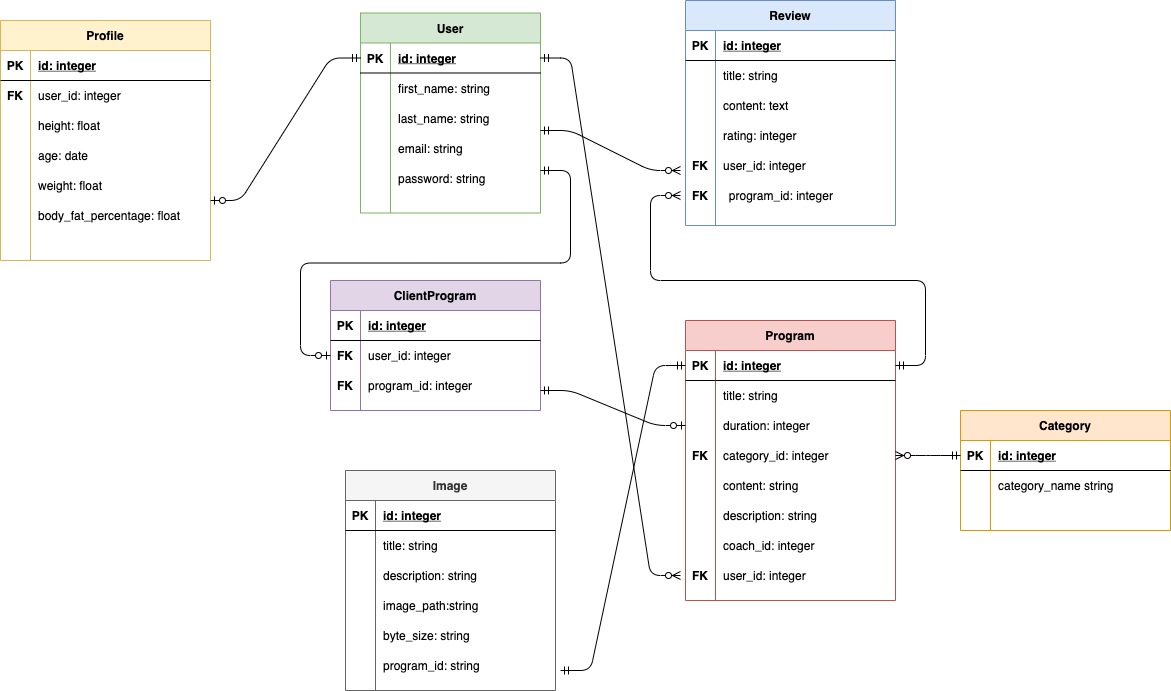 Profile
PK id: integer
FK user_id: integer
height: float
age: date
weight: float
body_fat_percentage: float
User
PK id: integer
first_name: string
last_name: string
email: string
password: string
Review
PK id: integer
title: string
content: text
rating: integer
FK user_id: integer
FK program_id: integer
ClientProgram
PK id: integer
FK user_id: integer
FK program_id: integer
Program
PK id: integer
title: string
duration: integer
FK category_id: integer
content: string
description: string
coach_id: integer
FK user_id: integer
Category
PK id: integer
category_name string
Image
PK id: integer
title: string
description: string
image_path:string
byte_size: string
program_id: string